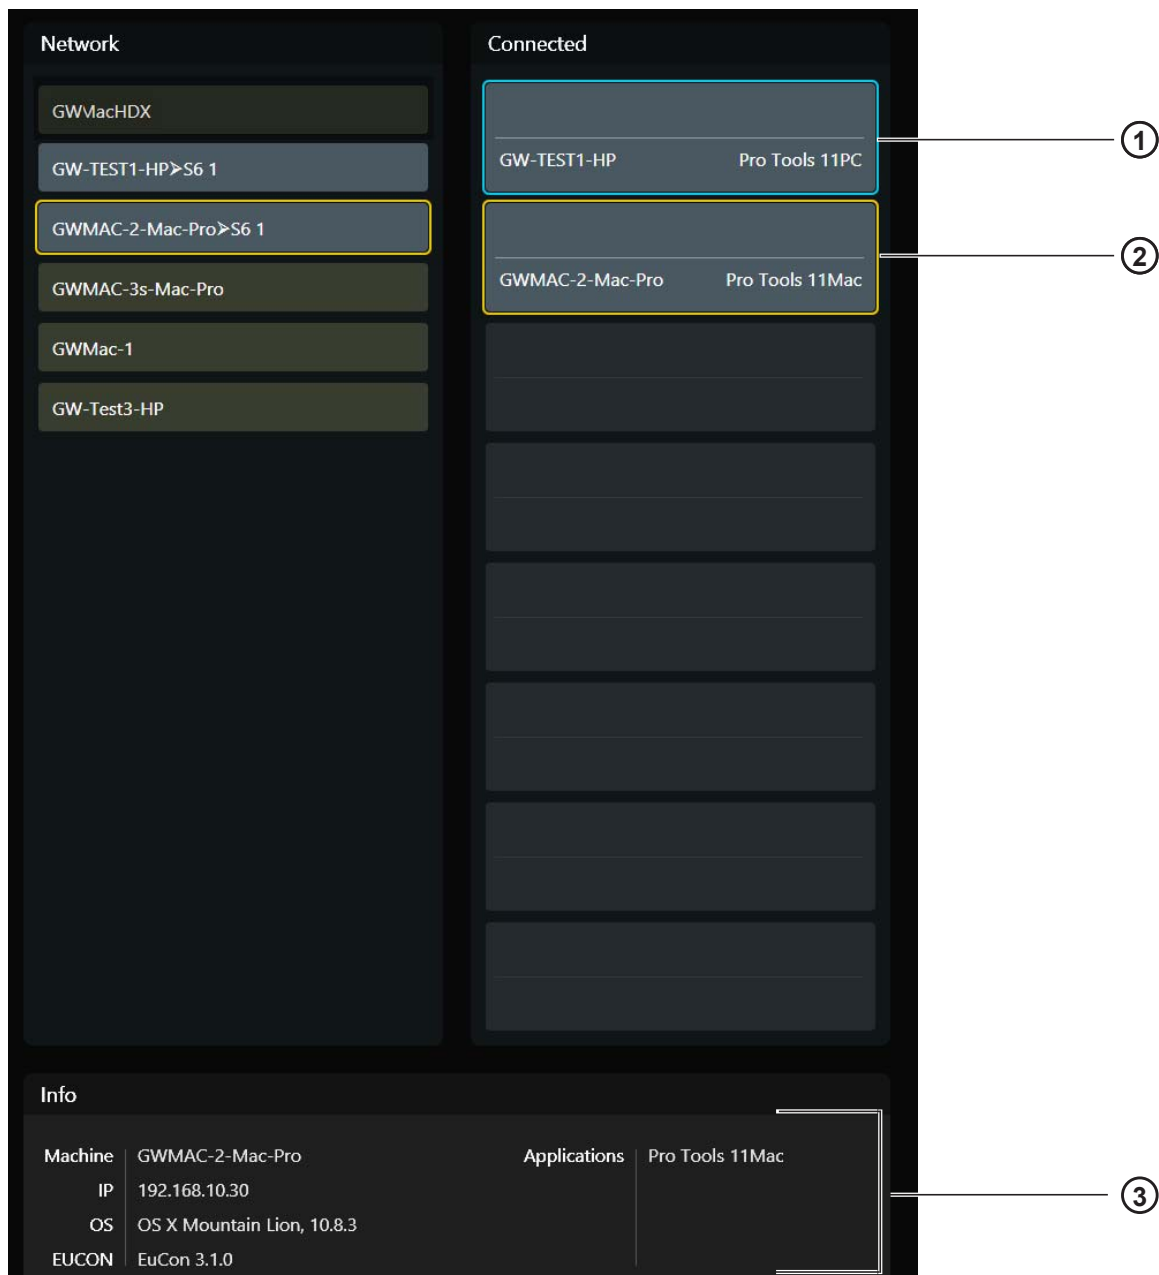 Network
GWMacHDX
GW-TEST1-HP➤S6 1
GWMAC-2-Mac-Pro➤S6 1
GWMAC-3s-Mac-Pro
GWMac-1
GW-Test3-HP
Connected
GW-TEST1-HP Pro Tools 11PC
GWMAC-2-Mac-Pro Pro Tools 11Mac
1
2
Info
Machine GWMAC-2-Mac-Pro
IP 192.168.10.30
OS OS X Mountain Lion, 10.8.3
EUCON EuCon 3.1.0
Applications Pro Tools 11Mac
3